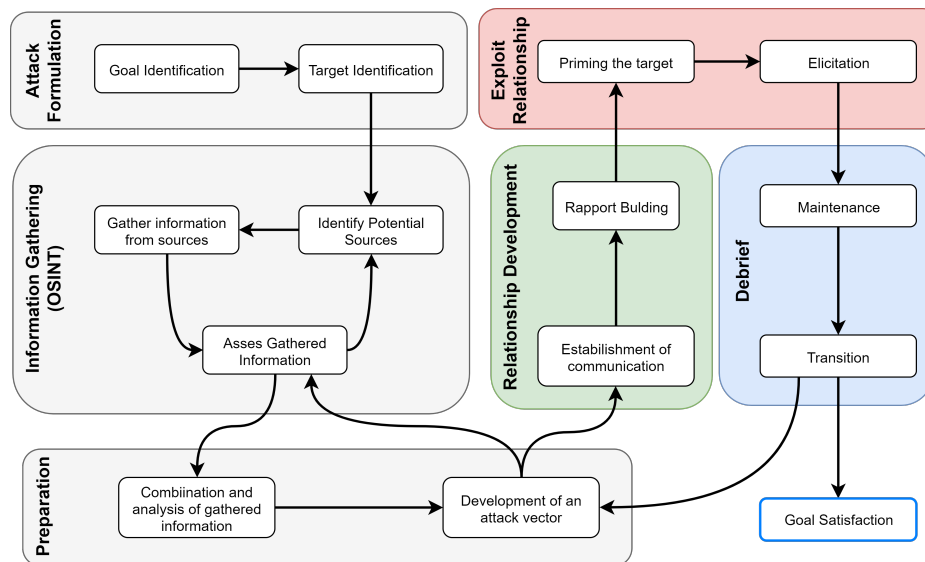 Attack
Formulation
Goal Identification
Target Identification
Exploit
Relationship
Priming the target
Elicitation
Information Gathering
(OSINT)
Gather information
from sources
Identify Potential
Sources
Asses Gathered
Information
Relationship Development
Rapport Bulding
Estabilishment of
communication
Debrief
Maintenance
Transition
Preparation
Combiination and
analysis of gathered
information
Development of an
attack vector
Goal Satisfaction